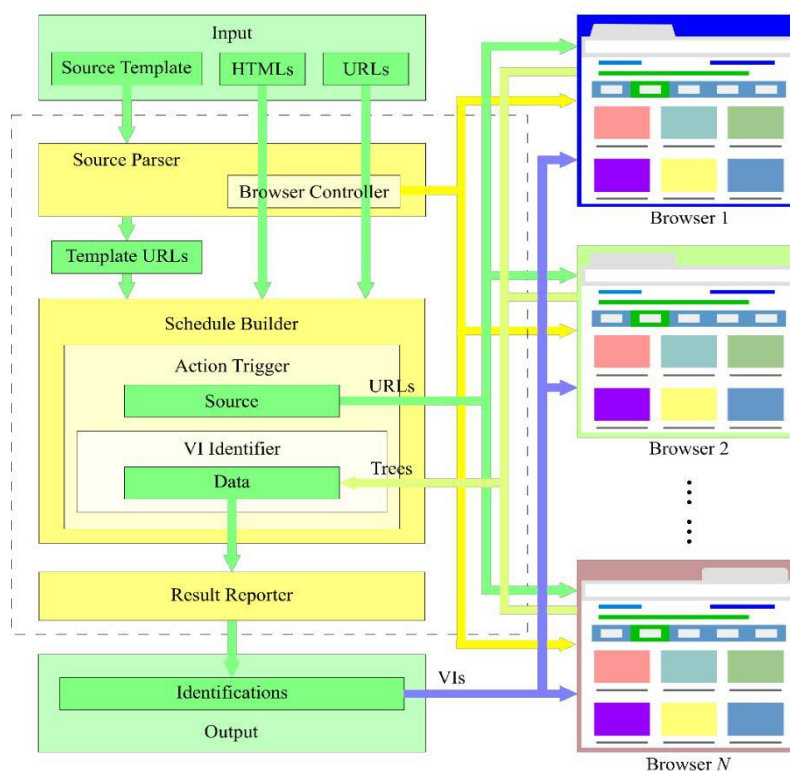 Input
Source Template
HTMLs
URLs
Source Parser
Browser Controller
Template URLs
Schedule Builder
Action Trigger
Source
URLs
VI Identifier
Data
Trees
Result Reporter
Identifications
VIs
Output
Browser 1
Browser 2
Browser N